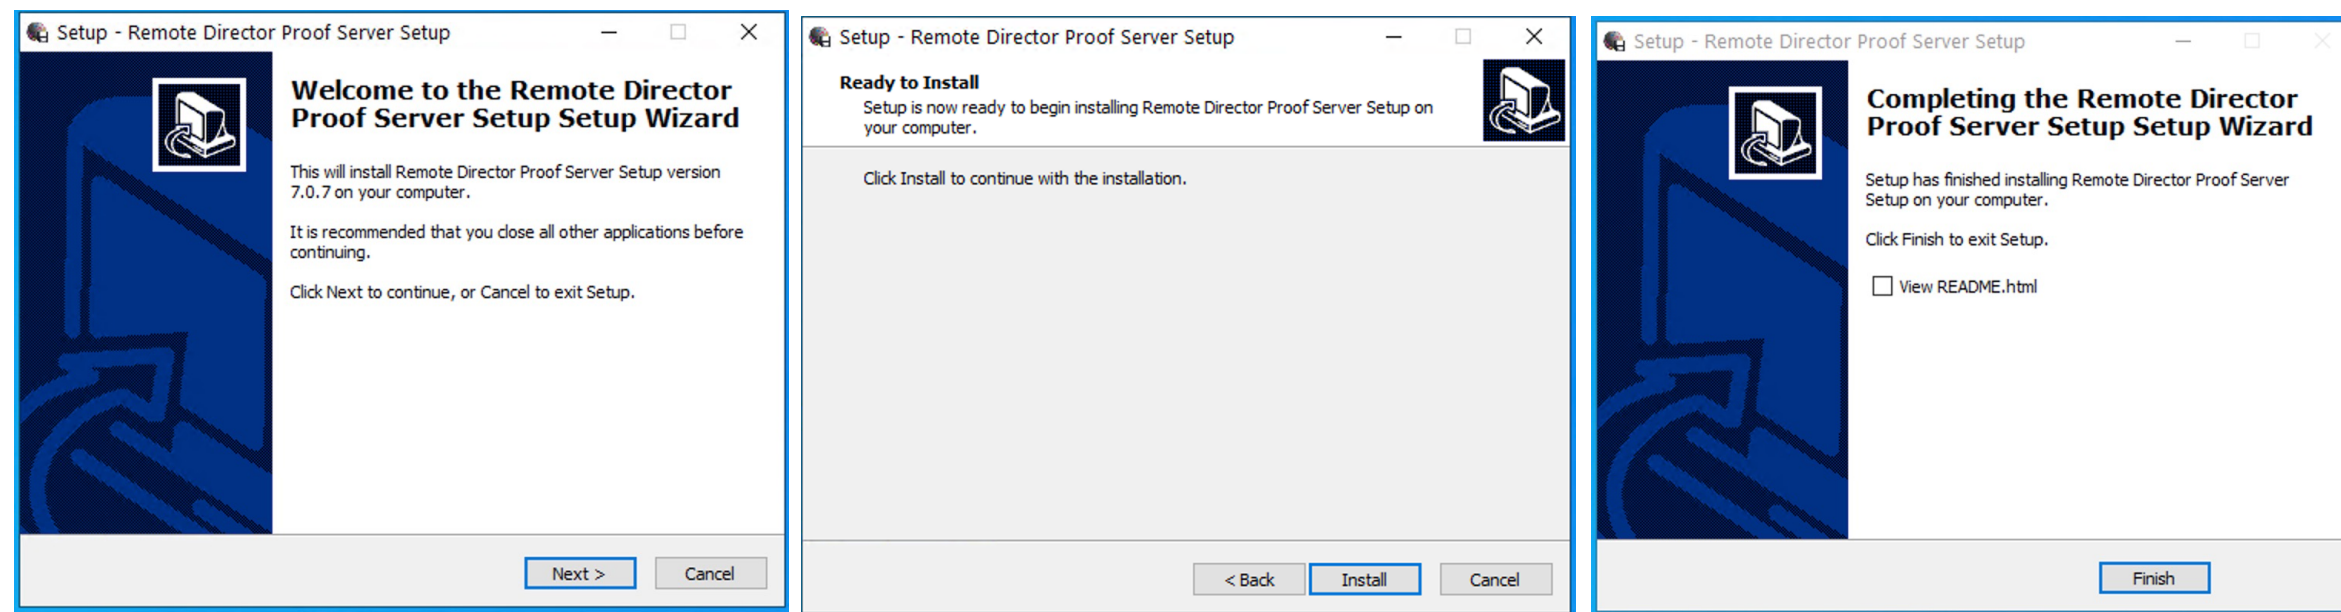 Setup - Remote Director Proof Server Setup
Welcome to the Remote Director
Proof Server Setup Setup Wizard
This will install Remote Director Proof Server Setup version
7.0.7 on your computer.
It is recommended that you close all other applications before
continuing.
Click Next to continue, or Cancel to exit Setup.
Next >
Cancel
Setup - Remote Director Proof Server Setup
Ready to Install
Setup is now ready to begin installing Remote Director Proof Server Setup on
your computer.
Click Install to continue with the installation.
< Back
Install
Cancel
Setup - Remote Director Proof Server Setup
Completing the Remote Director
Proof Server Setup Setup Wizard
Setup has finished installing Remote Director Proof Server
Setup on your computer.
Click Finish to exit Setup.
View README.html
Finish